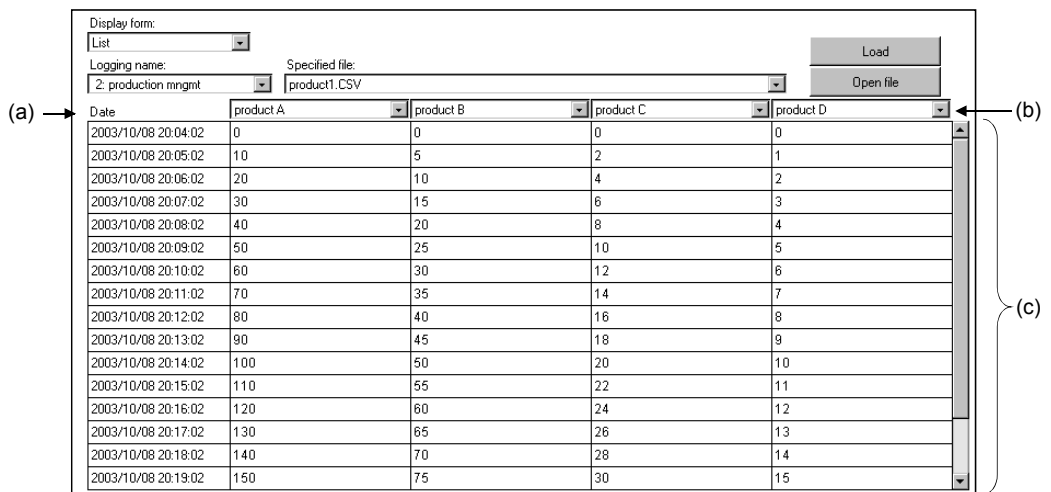 Display form:
List
Load
Logging name: Specified file:
2: production mngmt product1.CSV Open file
(a) Date product A product B product C product D (b)
2003/10/08 20:04:02 0 0 0 0
2003/10/08 20:05:02 10 5 2 1
2003/10/08 20:06:02 20 10 4 2
2003/10/08 20:07:02 30 15 6 3
2003/10/08 20:08:02 40 20 8 4
2003/10/08 20:09:02 50 25 10 5
2003/10/08 20:10:02 60 30 12 6
2003/10/08 20:11:02 70 35 14 7
2003/10/08 20:12:02 80 40 16 8
(c)
2003/10/08 20:13:02 90 45 18 9
2003/10/08 20:14:02 100 50 20 10
2003/10/08 20:15:02 110 55 22 11
2003/10/08 20:16:02 120 60 24 12
2003/10/08 20:17:02 130 65 26 13
2003/10/08 20:18:02 140 70 28 14
2003/10/08 20:19:02 150 75 30 15